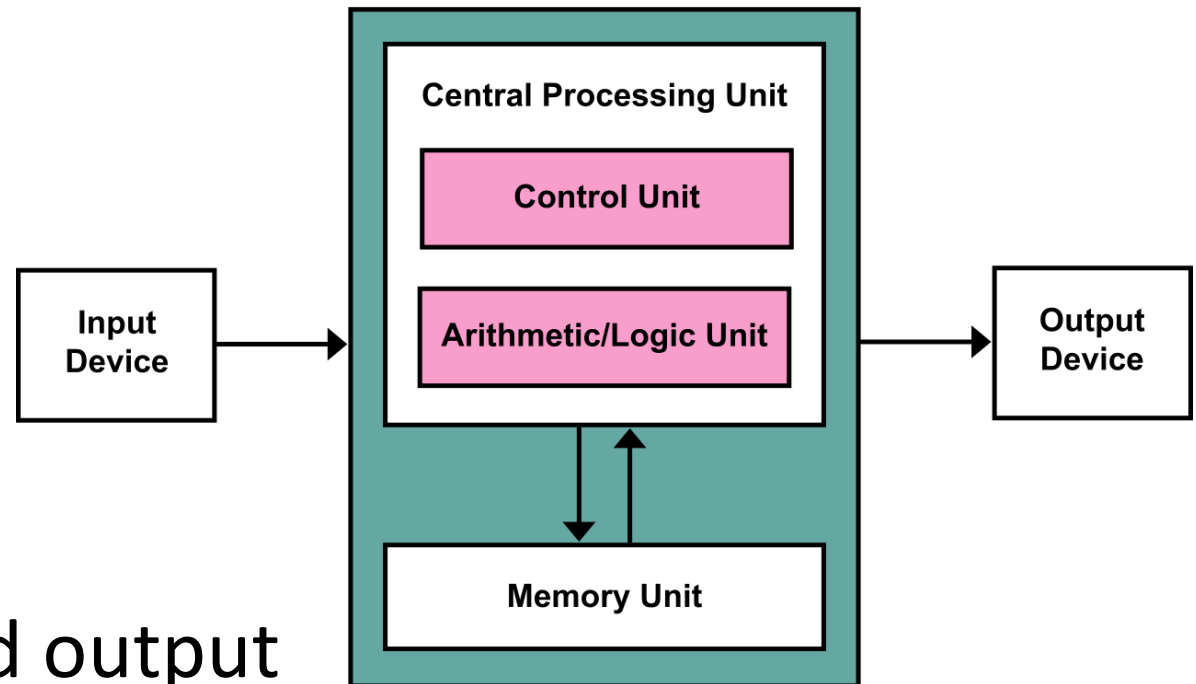 Central Processing Unit
Control Unit
Input
Device
Arithmetic/Logic Unit
Output
Device
Memory Unit
d output